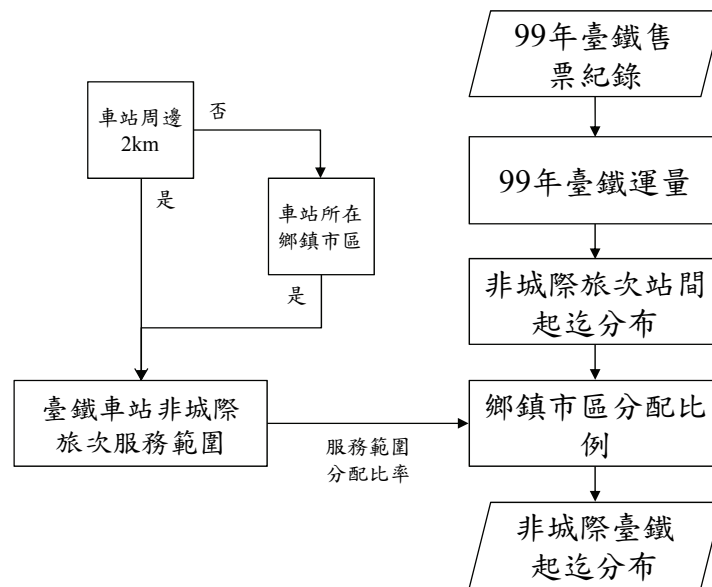 99年臺鐵售
票紀錄
車站周邊
2km
否
是
99年臺鐵運量
車站所在
鄉鎮市區
是
非城際旅次站間
起迄分布
臺鐵車站非城際
旅次服務範圍
服務範圍
分配比率
鄉鎮市區分配比
例
非城際臺鐵
起迄分布